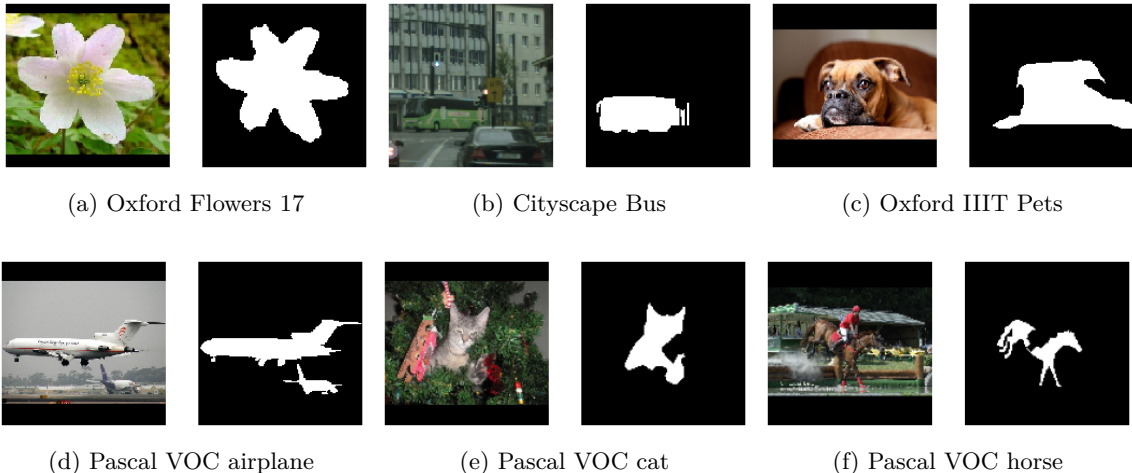 (a) Oxford Flowers 17
(b) Cityscape Bus
(c) Oxford IIIT Pets
(d) Pascal VOC airplane
(e) Pascal VOC cat
(f) Pascal VOC horse